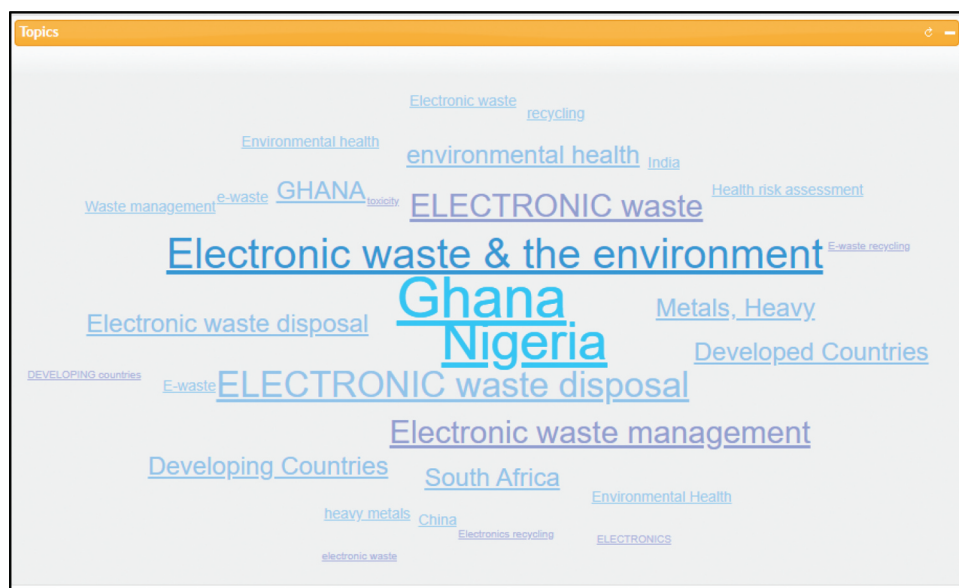 Topics
Electronic waste
recycling
Environmental health
environmental health
India
Health risk assessment
GHANA
e-waste
toxicity
Waste management
ELECTRONIC waste
Electronic waste & the environment
E-waste recycling
Ghana
Metals, Heavy
Electronic waste disposal
Nigeria
Developed Countries
DEVELOPING countries
E-waste
ELECTRONIC waste disposal
Electronic waste management
Developing Countries
South Africa
Environmental Health
heavy metals
China
Electronics recycling
ELECTRONICS
electronic waste